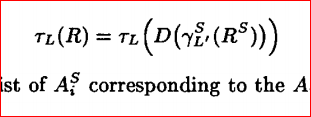 τ_L(R) = τ_L(D(γ^S_{L'}(R^S)))
ist of A^S_i corresponding to the A